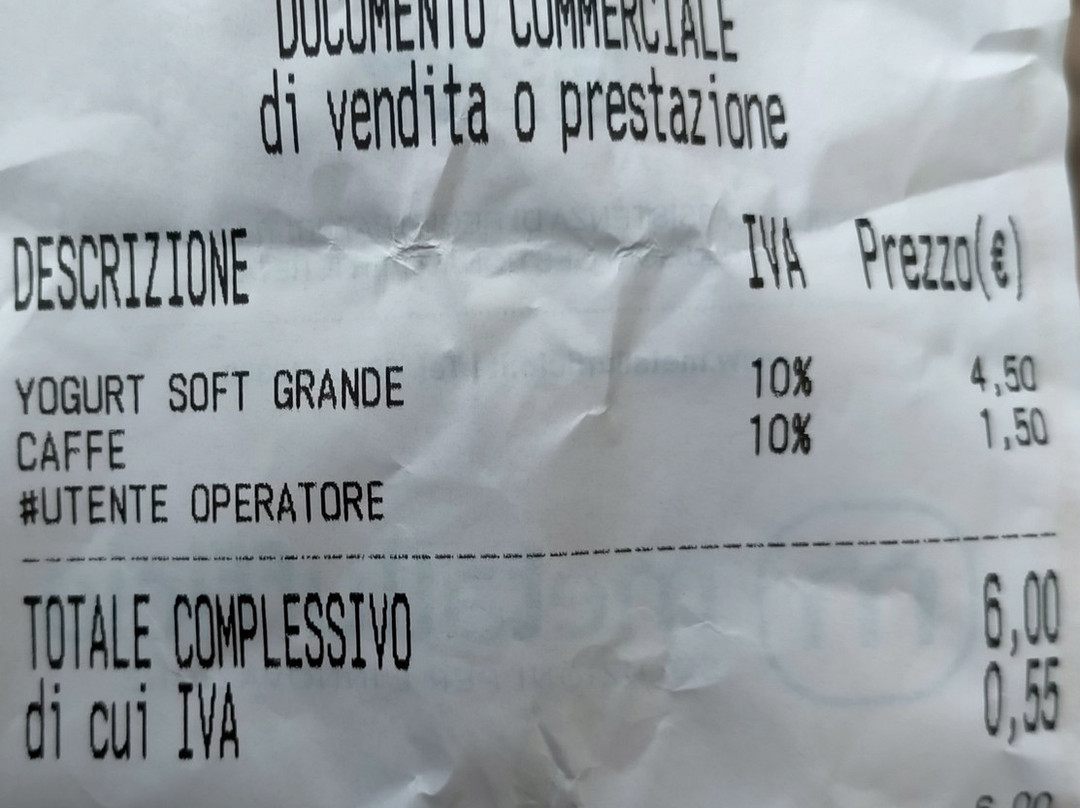 DOCUMENTO COMMERCIALE
di vendita o prestazione
DESCRIZIONE IVA Prezzo(€)
YOGURT SOFT GRANDE 10% 4,50
CAFFE 10% 1,50
#UTENTE OPERATORE
TOTALE COMPLESSIVO 6,00
di cui IVA 0,55